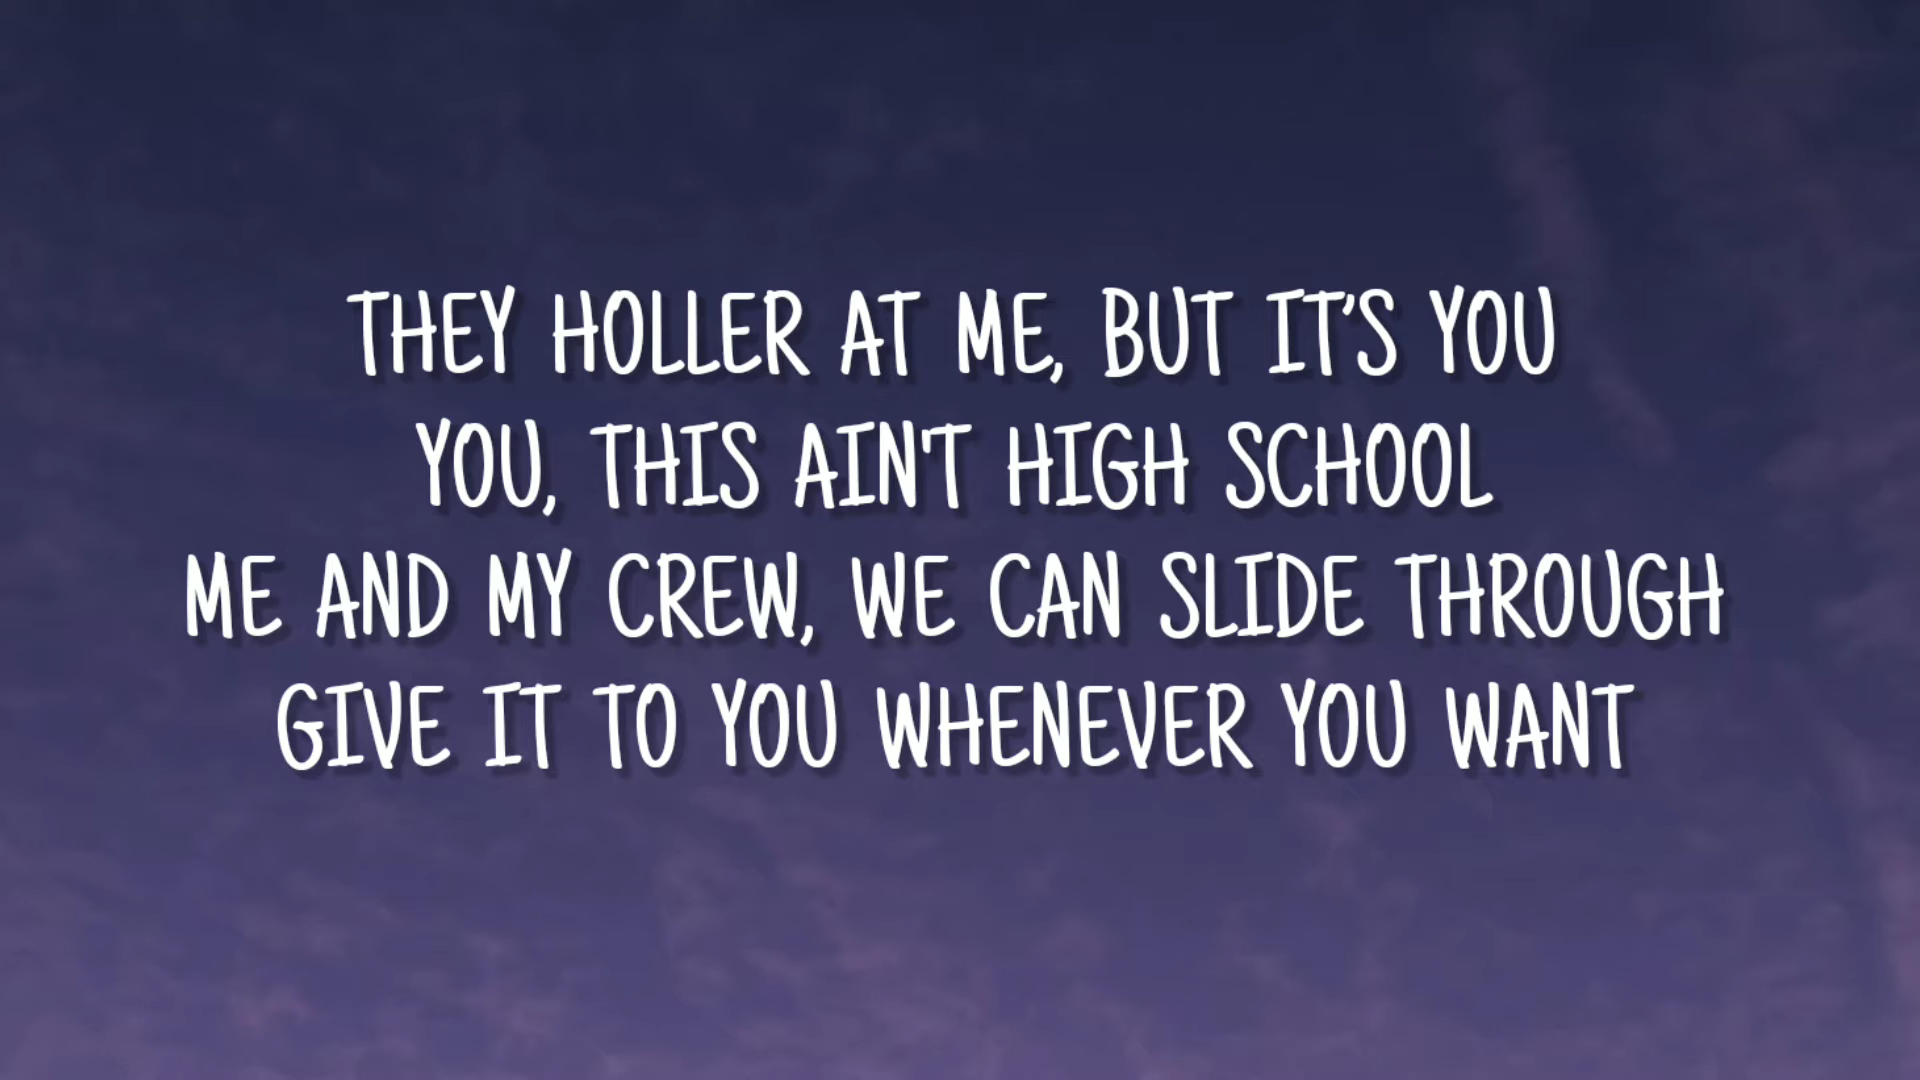 THEY HOLLER AT ME, BUT IT'S YOU
YOU, THIS AIN'T HIGH SCHOOL
ME AND MY CREW, WE CAN SLIDE THROUGH
GIVE IT TO YOU WHENEVER YOU WANT